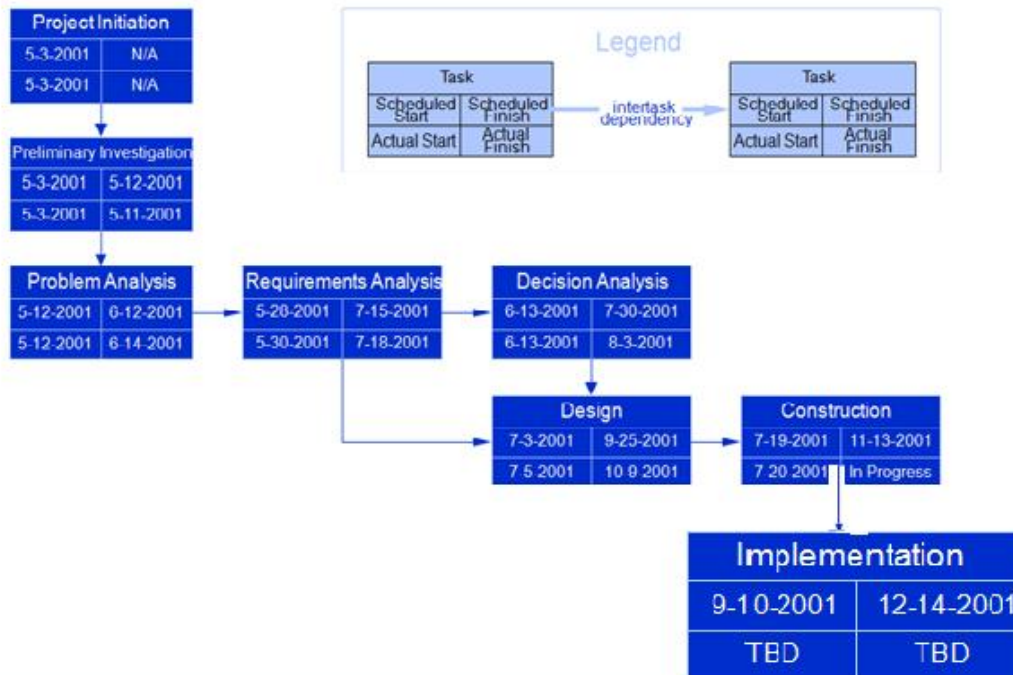 Project Initiation
5-3-2001 N/A
5-3-2001 N/A
Legend
Task
Scheduled Start Scheduled Finish
Actual Start Actual Finish
intertask dependency
Task
Scheduled Start Scheduled Finish
Actual Start Actual Finish
Preliminary Investigation
5-3-2001 5-12-2001
5-3-2001 5-11-2001
Problem Analysis
5-12-2001 6-12-2001
5-12-2001 6-14-2001
Requirements Analysis
5-28-2001 7-15-2001
5-30-2001 7-18-2001
Decision Analysis
6-13-2001 7-30-2001
6-13-2001 8-3-2001
Design
7-3-2001 9-25-2001
7 5 2001 10 9 2001
Construction
7-19-2001 11-13-2001
7 20 2001 In Progress
Implementation
9-10-2001 12-14-2001
TBD TBD